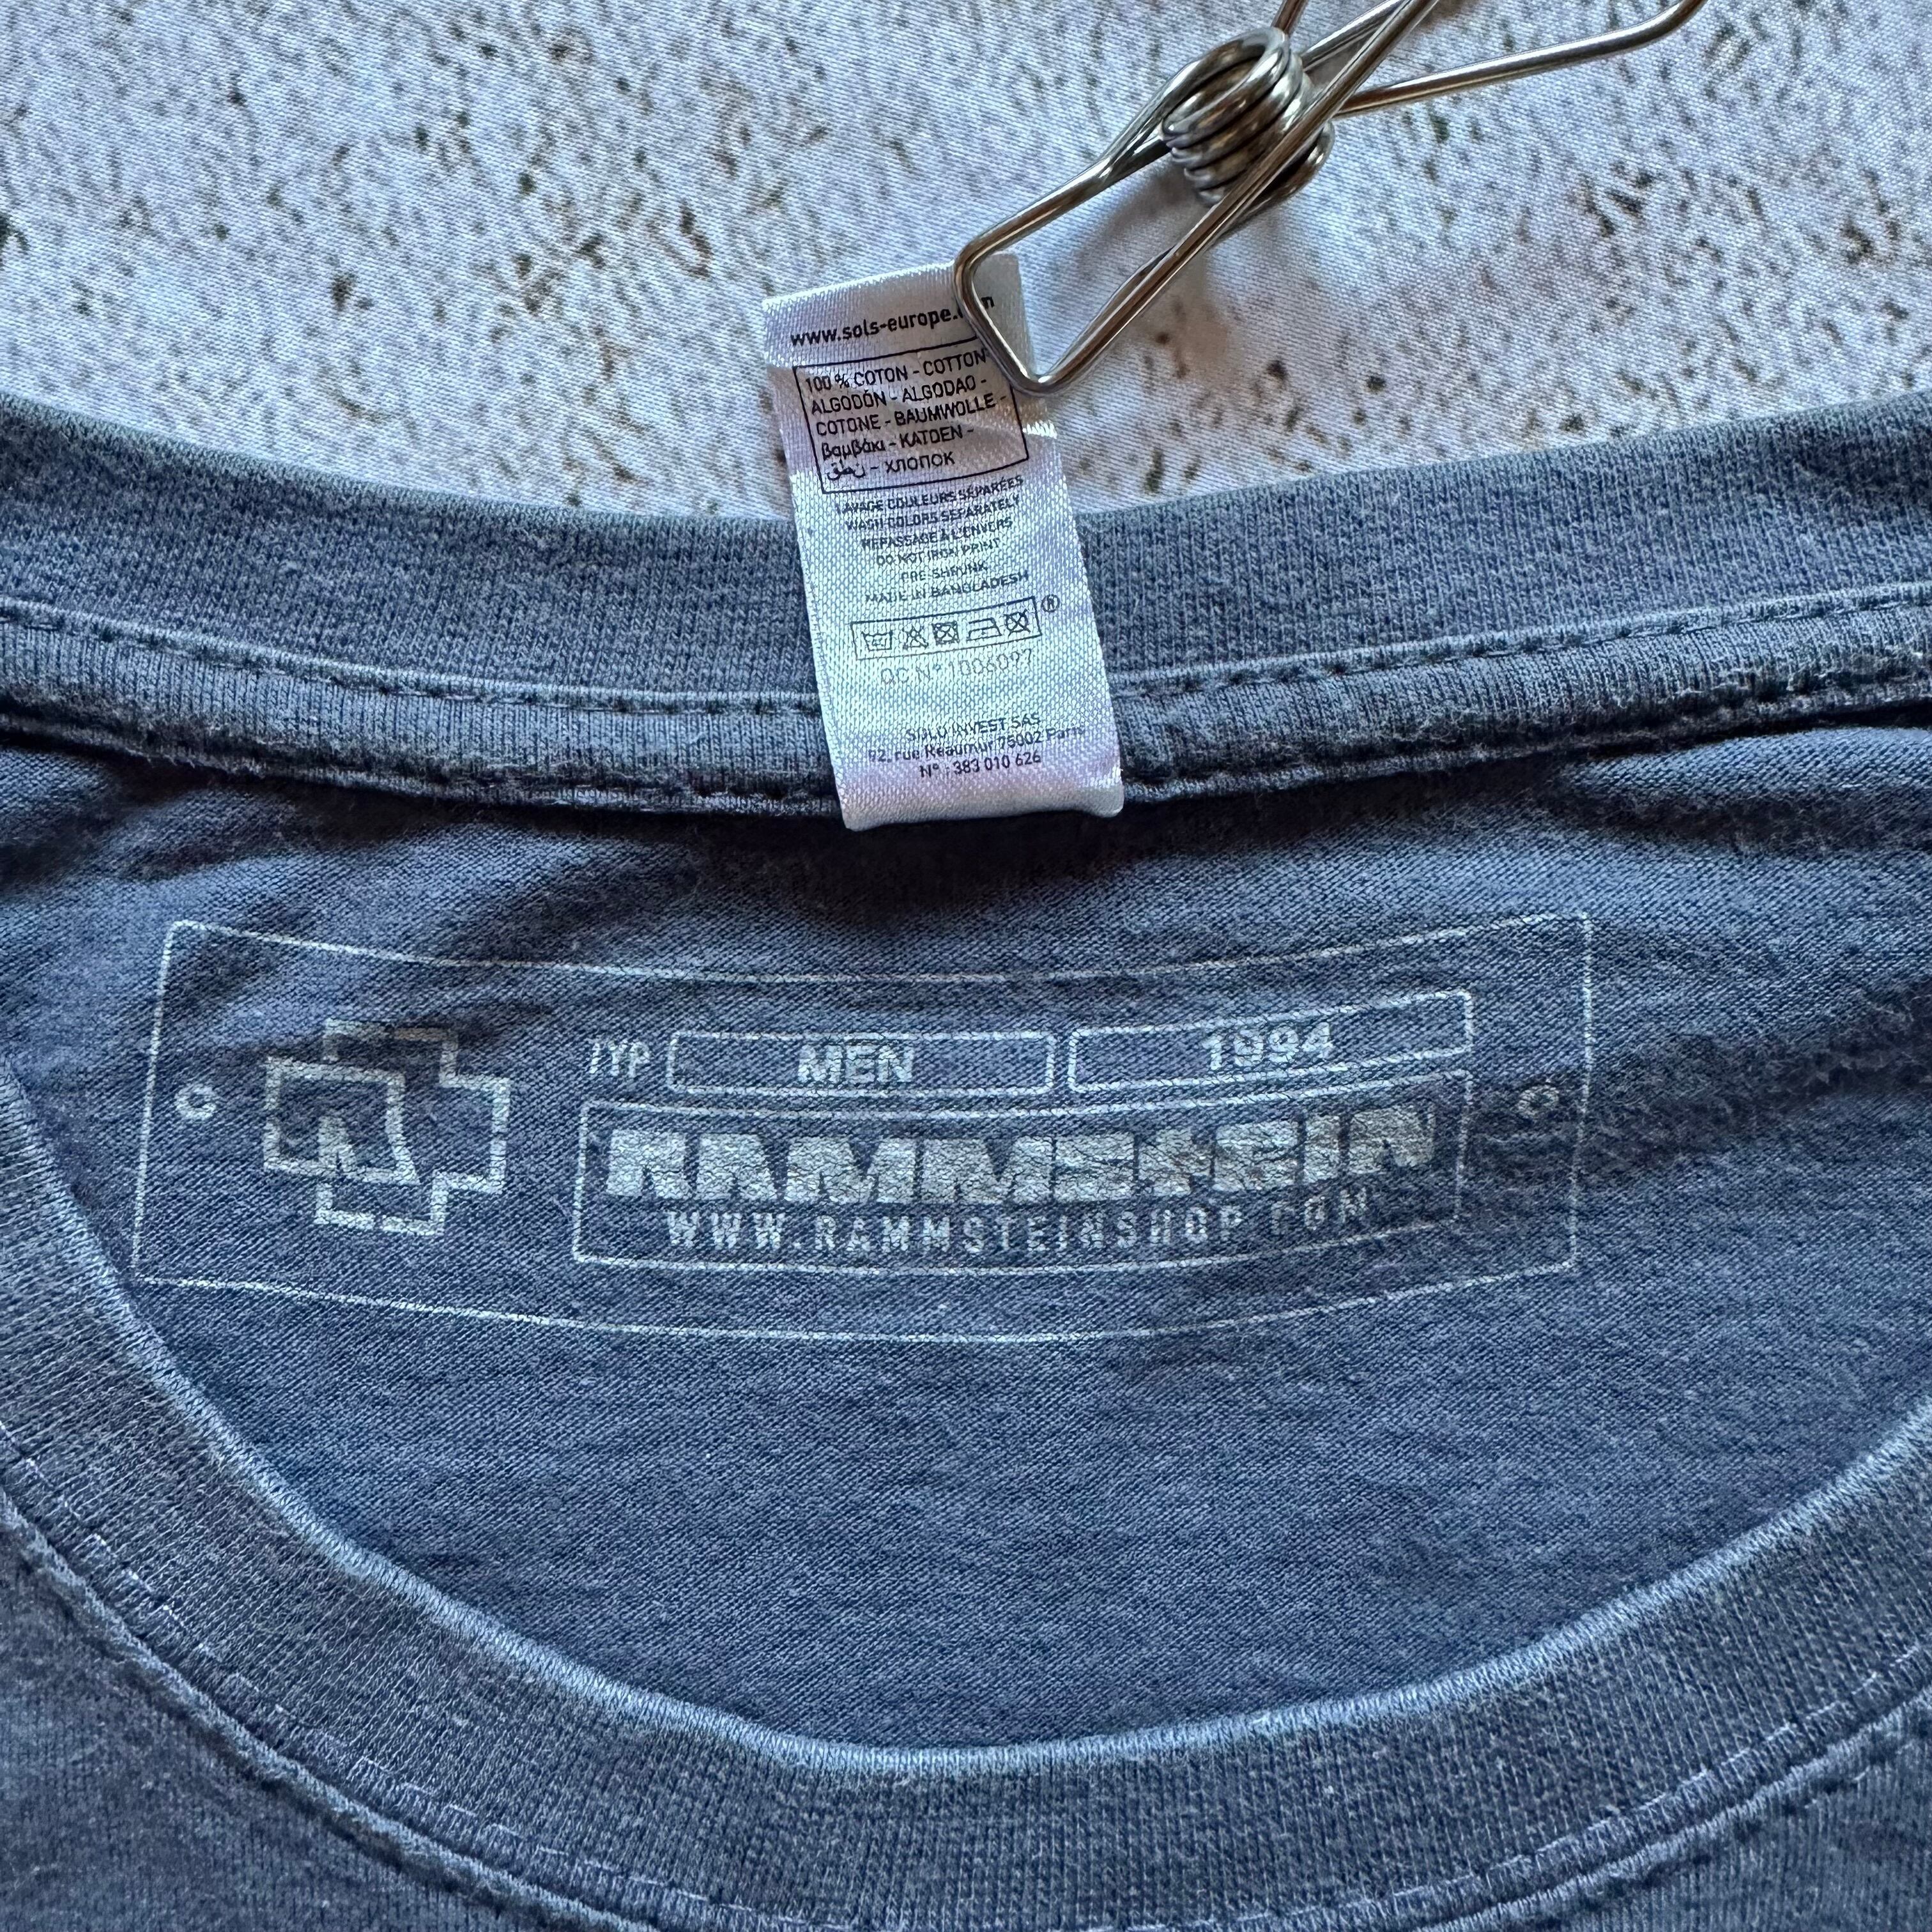 www.sols-europe.
100 % COTON - COTTON
ALGODÓN - ALGODAO -
COTONE - BAUMWOLLE -
βαμβάκι - KATOEN -
قطن - ХЛОПОК
LAVAGE COULEURS SÉPARÉES
WASH COLORS SEPARATELY
REPASSAGE À L'ENVERS
DO NOT IRON PRINT
PRE-SHRUNK
MADE IN BANGLADESH
®
QC N° 1006097
SOLO INVEST SAS
92, rue Réaumur 75002 Paris
N° : 383 010 626
TYP MEN 1994
RAMMSTEIN
WWW.RAMMSTEINSHOP.COM